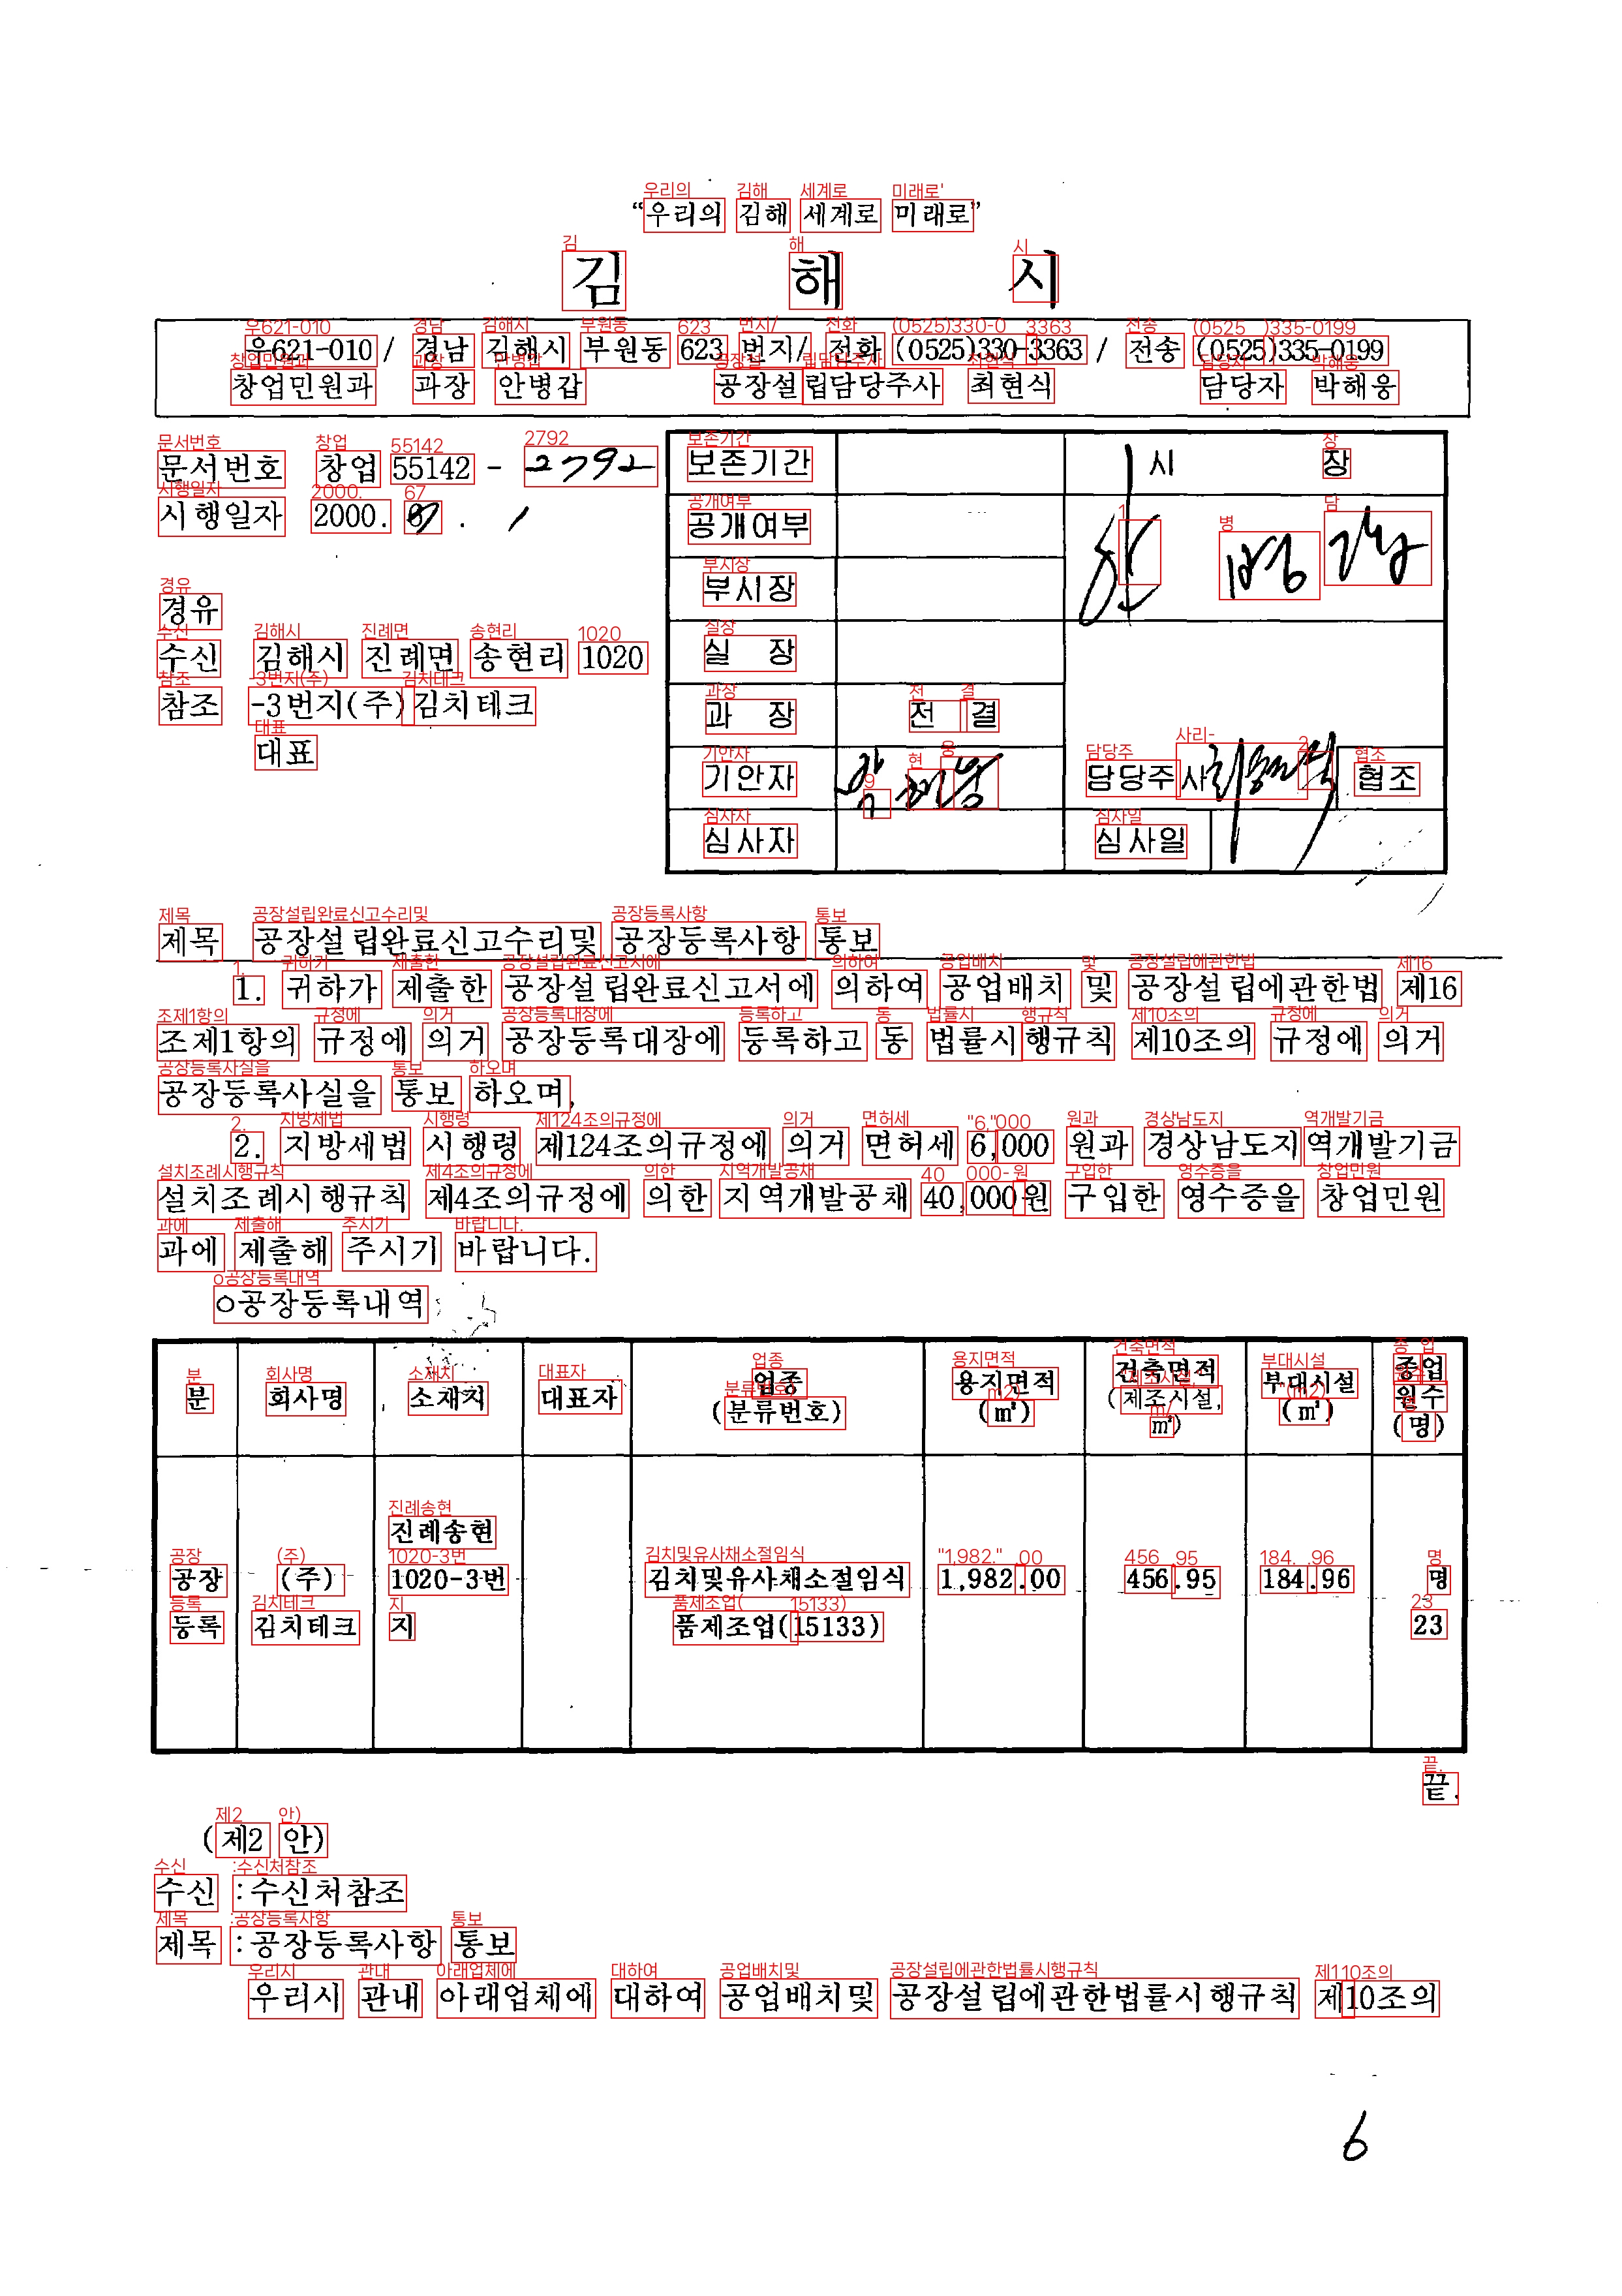 “우리의 김해 세계로 미래로”
김 해 시
우621-010 / 경남 김해시 부원동 623 번지/ 전화 (0525)330-3363 / 전송 (0525)335-0199
창업민원과 과장 안병갑 공장설립담당주사 최현식 담당자 박해웅
문서번호 창업 55142 - 2792
시행일자 2000. 7 . 1
경유
수신 김해시 진례면 송현리 1020
참조 -3번지(주)김치테크
대표
보존기간 시 장
공개여부
부시장
실 장
과 장 전 결
기안자 담당주사 협조
심사자 심사일
제목 공장설립완료신고수리및 공장등록사항 통보
1. 귀하가 제출한 공장설립완료신고서에 의하여 공업배치 및 공장설립에관한법 제16
조제1항의 규정에 의거 공장등록대장에 등록하고 동 법률시행규칙 제10조의 규정에 의거
공장등록사실을 통보 하오며,
2. 지방세법 시행령 제124조의규정에 의거 면허세 6,000 원과 경상남도지역개발기금
설치조례시행규칙 제4조의규정에 의한 지역개발공채 40,000원 구입한 영수증을 창업민원
과에 제출해 주시기 바랍니다.
○공장등록내역
분 회사명 소재지 대표자 업종 (분류번호) 용지면적 (㎡) 건축면적 (제조시설, ㎡) 부대시설 (㎡) 종업원수 (명)
공장등록 (주)김치테크 진례송현 1020-3번지 김치및유사채소절임식품제조업(15133) 1,982.00 456.95 184.96 명 23
끝.
(제2 안)
수신 :수신처참조
제목 :공장등록사항 통보
우리시 관내 아래업체에 대하여 공업배치및 공장설립에관한법률시행규칙 제10조의
6